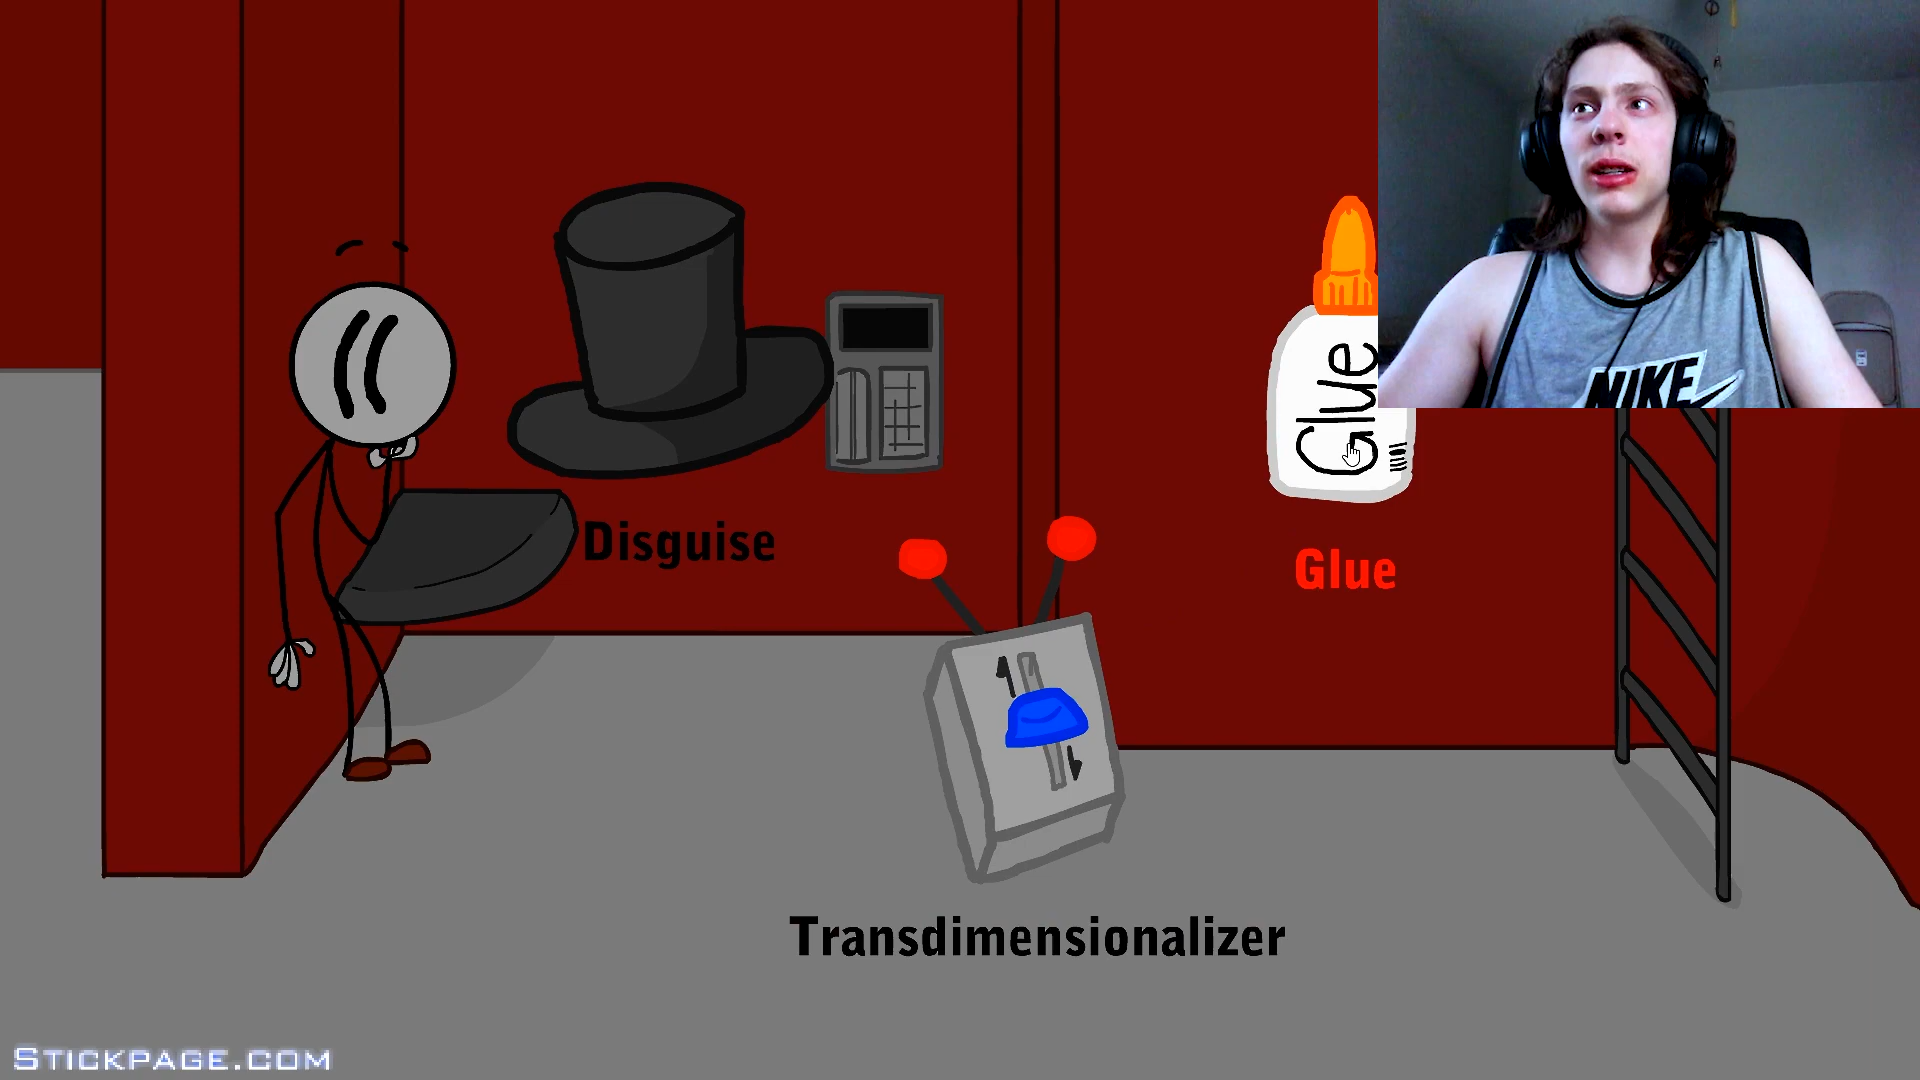 Glue
NIKE
Disguise
Glue
Transdimensionalizer
STICKPAGE.COM